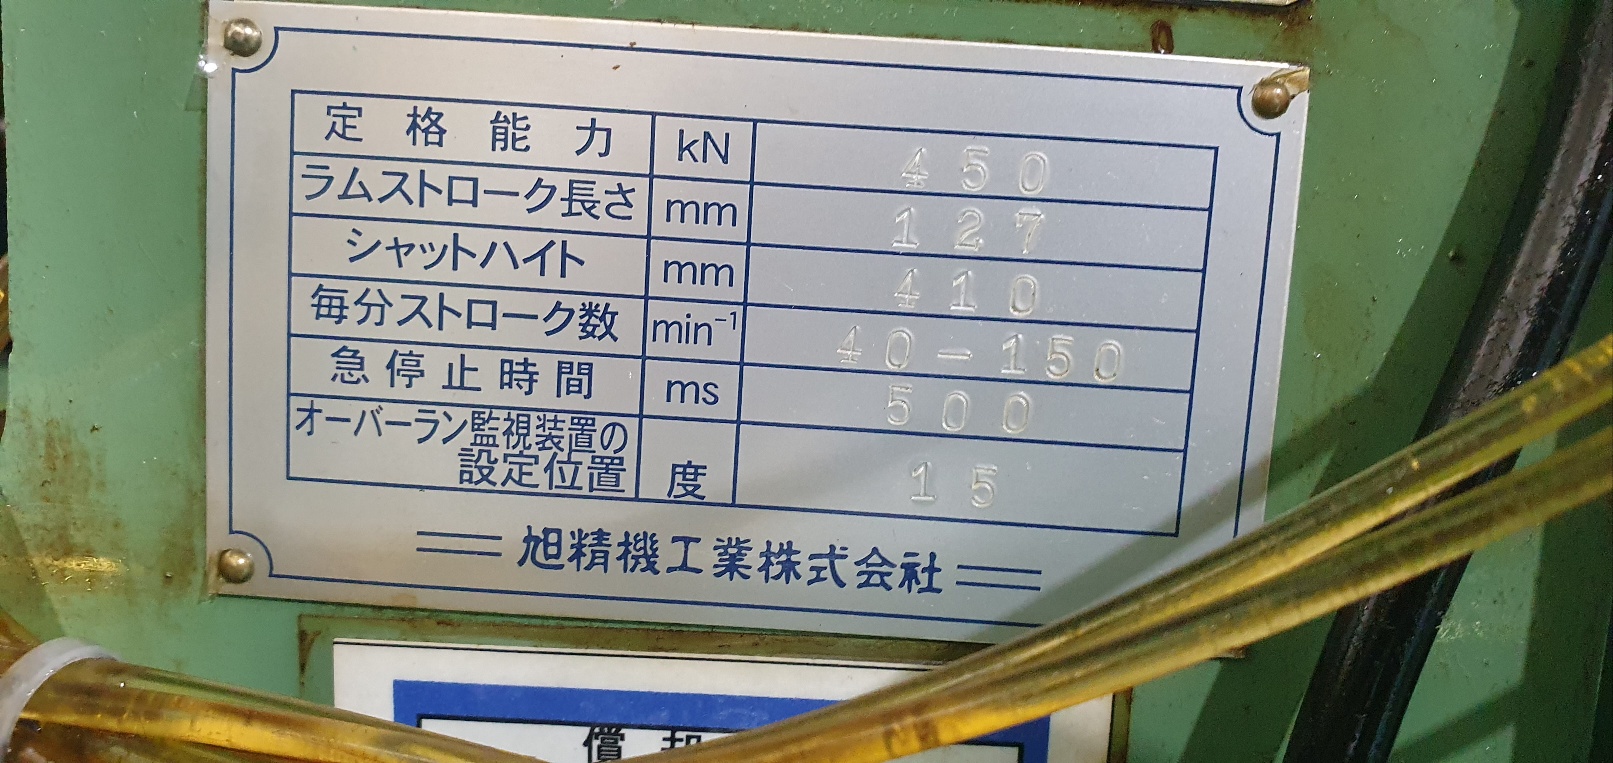 定格能力 kN 450
ラムストローク長さ mm 127
シャットハイト mm 410
毎分ストローク数 min⁻¹ 40-150
急停止時間 ms 500
オーバーラン監視装置の
設定位置 度 15
旭精機工業株式会社
償却